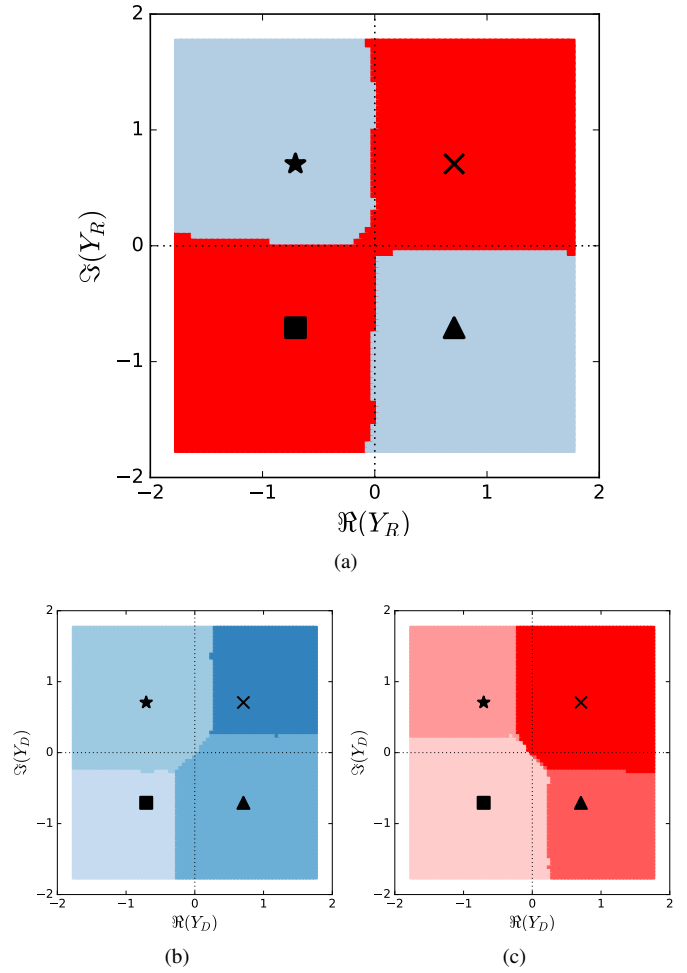 2
1
0
−1
−2
ℑ(Y_R)
−2 −1 0 1 2
ℜ(Y_R)
(a)
2
1
0
−1
−2
ℑ(Y_D)
−2 −1 0 1 2
ℜ(Y_D)
(b)
2
1
0
−1
−2
ℑ(Y_D)
−2 −1 0 1 2
ℜ(Y_D)
(c)